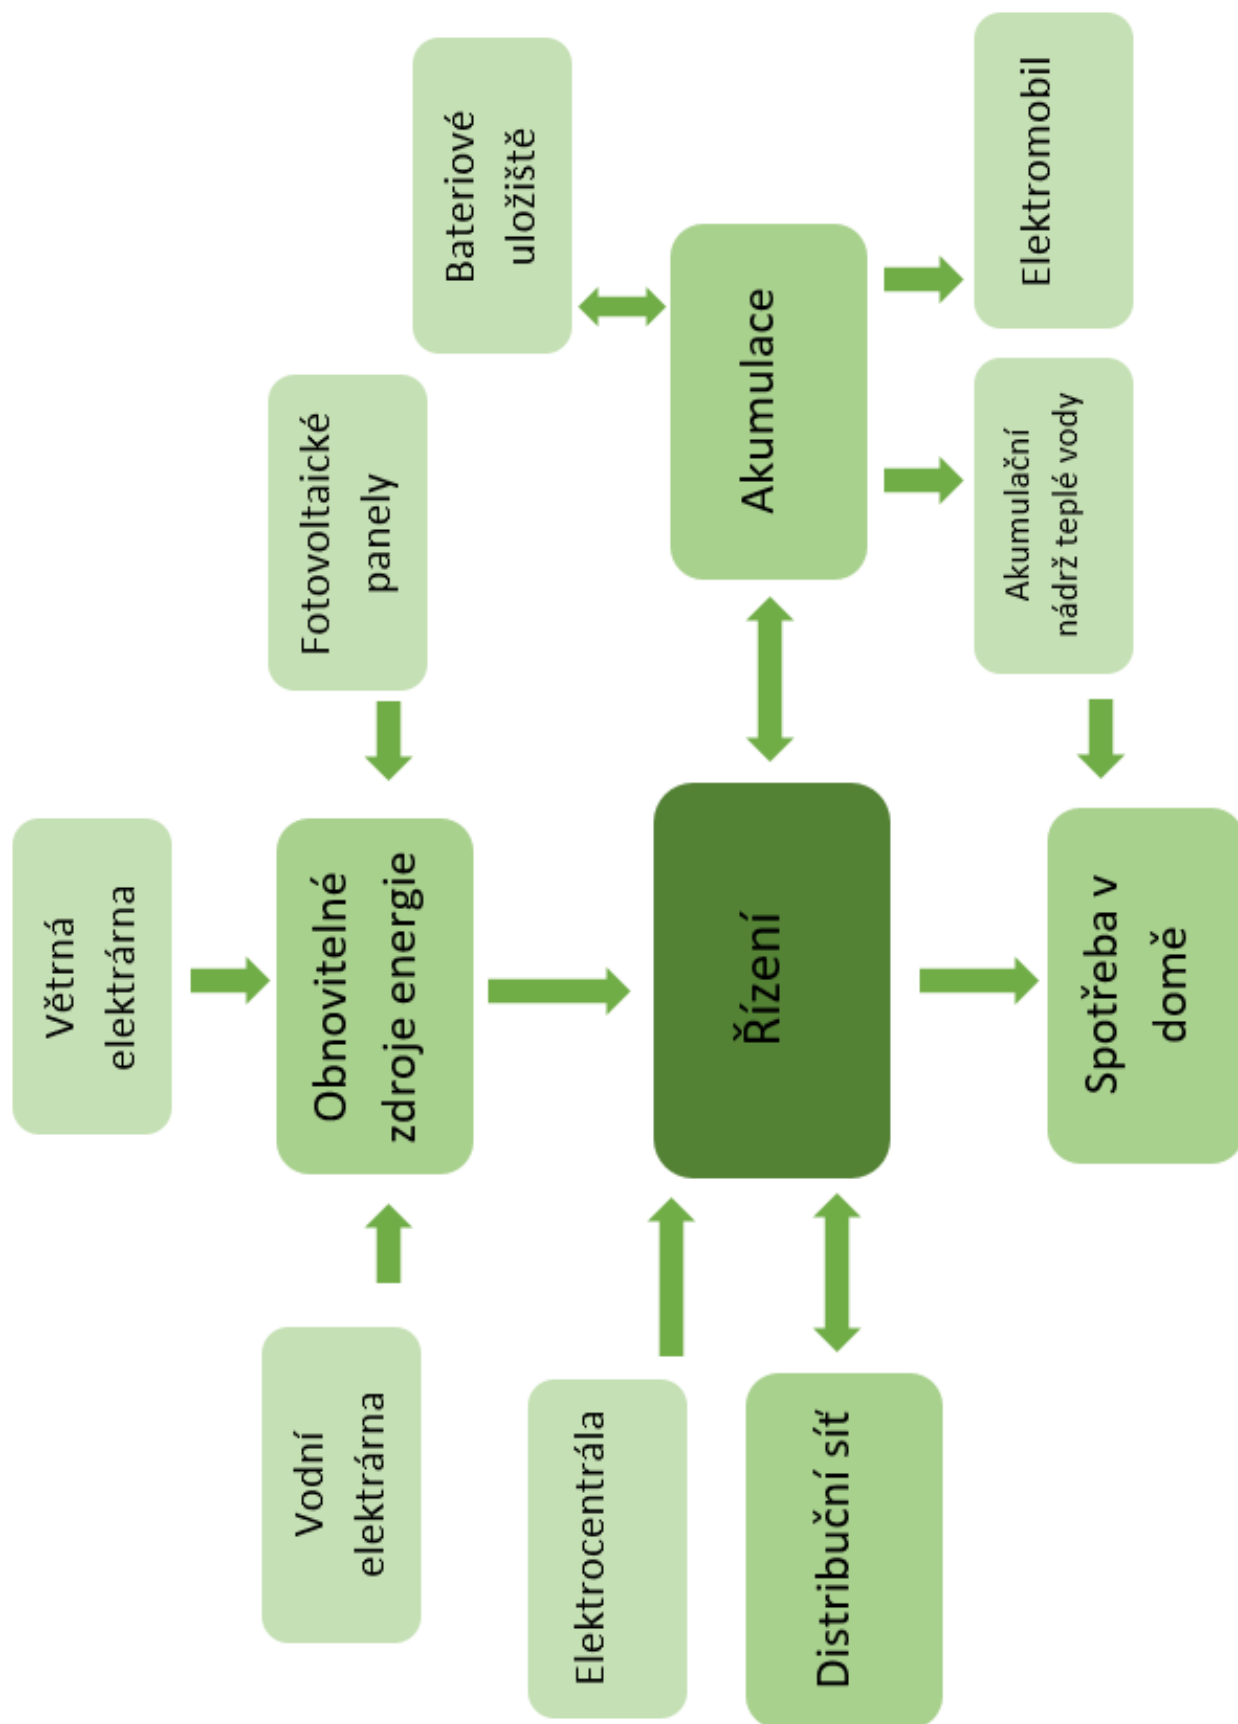 Větrná
elektrárna
Vodní
elektrárna
Obnovitelné
zdroje energie
Fotovoltaické
panely
Bateriové
uložiště
Elektrocentrála
Řízení
Akumulace
Distribuční síť
Akumulační
nádrž teplé vody
Elektromobil
Spotřeba v
domě